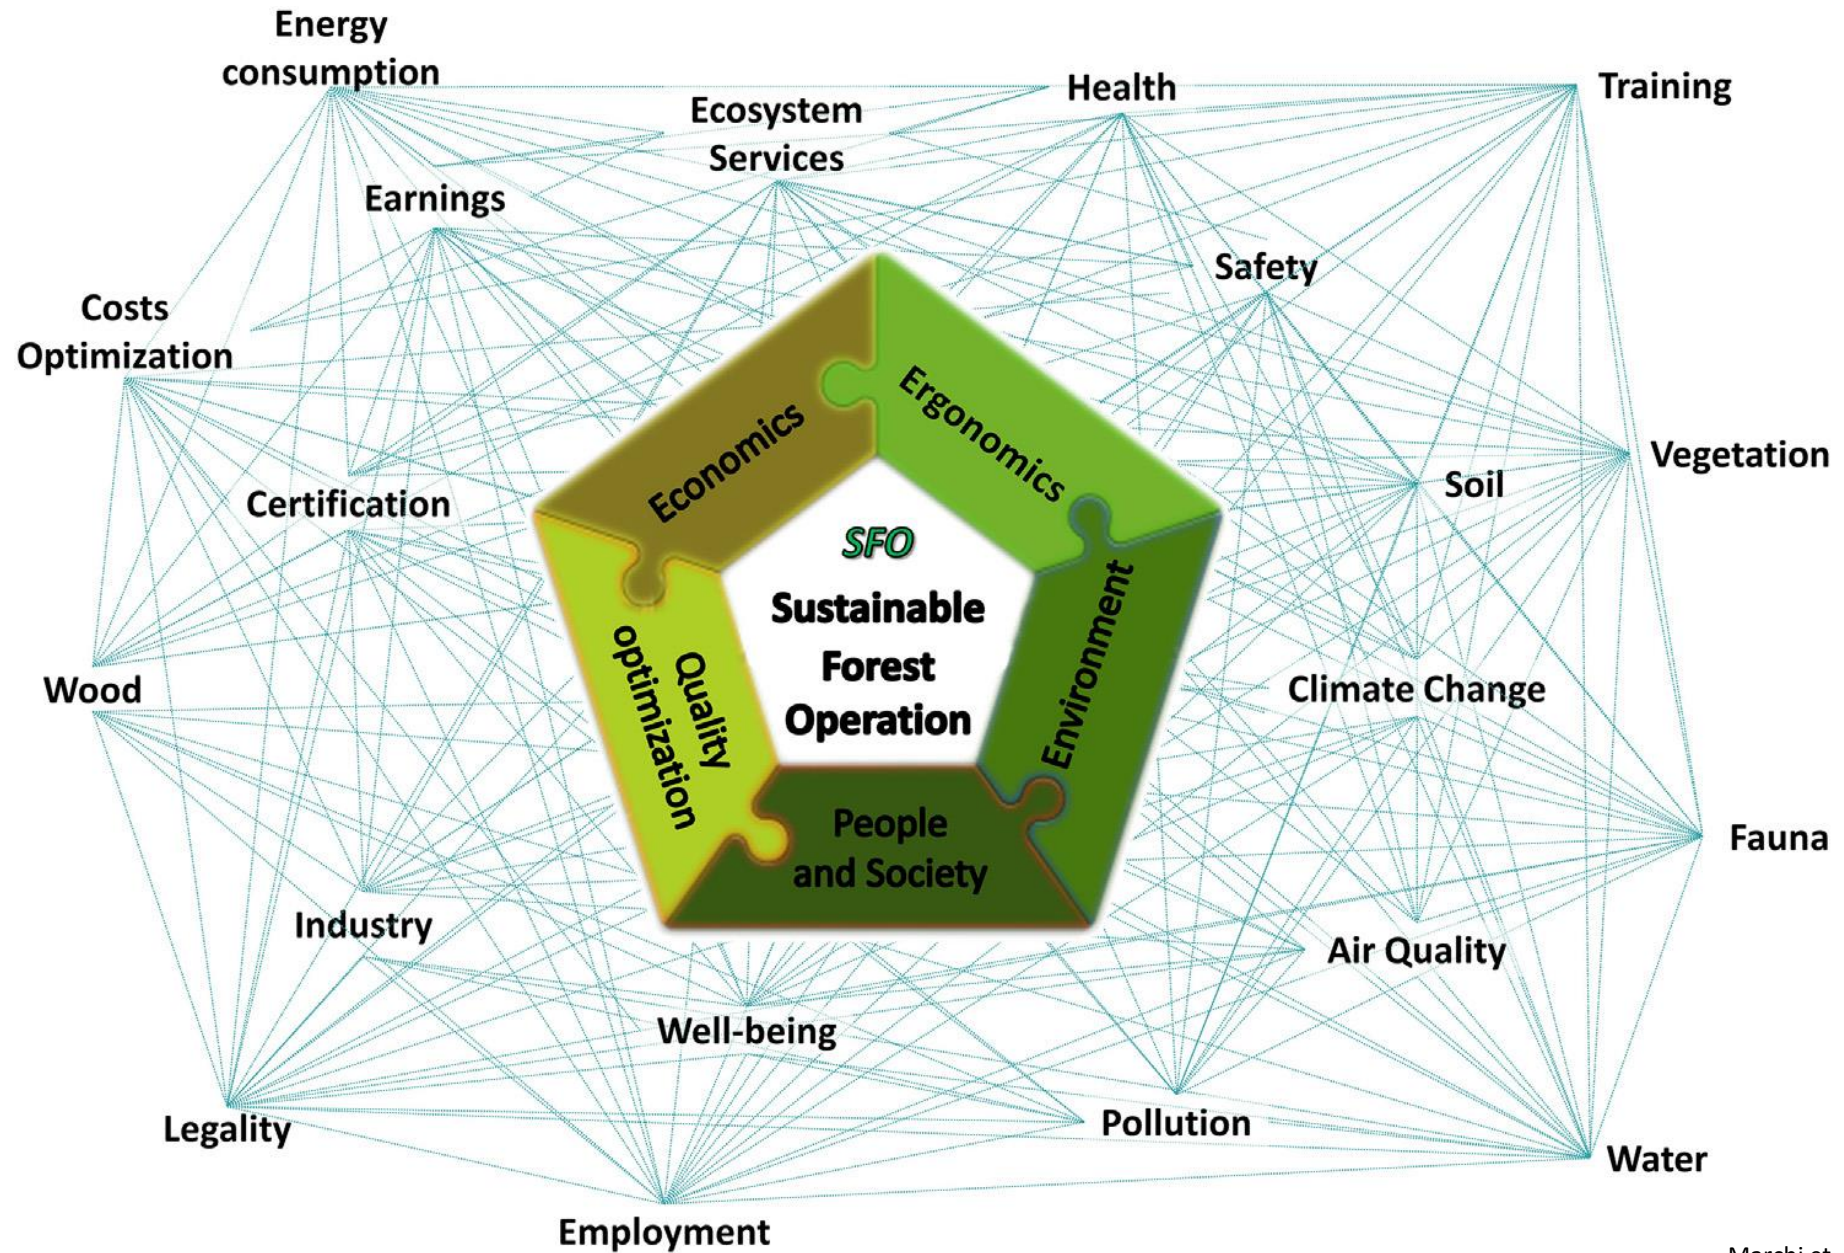 Energy
consumption
Ecosystem
Services
Health
Training
Earnings
Safety
Costs
Optimization
Economics
Ergonomics
Vegetation
Soil
Certification
SFO
Sustainable
Forest
Operation
Environment
Quality
optimization
Wood
Climate Change
People
and Society
Fauna
Industry
Air Quality
Well-being
Legality
Pollution
Water
Employment